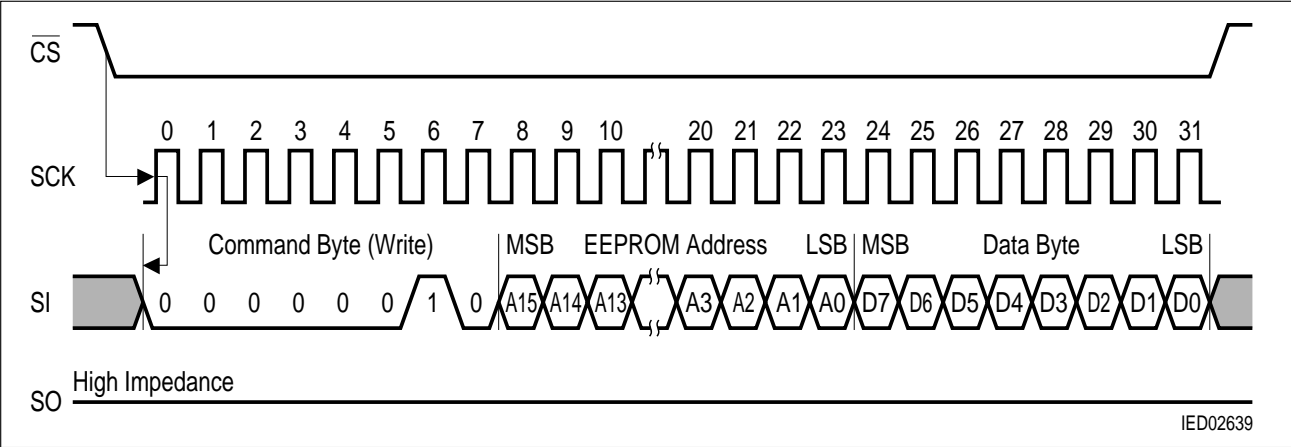 CS
0 1 2 3 4 5 6 7 8 9 10 20 21 22 23 24 25 26 27 28 29 30 31
SCK
Command Byte (Write) MSB EEPROM Address LSB MSB Data Byte LSB
SI 0 0 0 0 0 0 1 0 A15 A14 A13 A3 A2 A1 A0 D7 D6 D5 D4 D3 D2 D1 D0
High Impedance
SO
IED02639